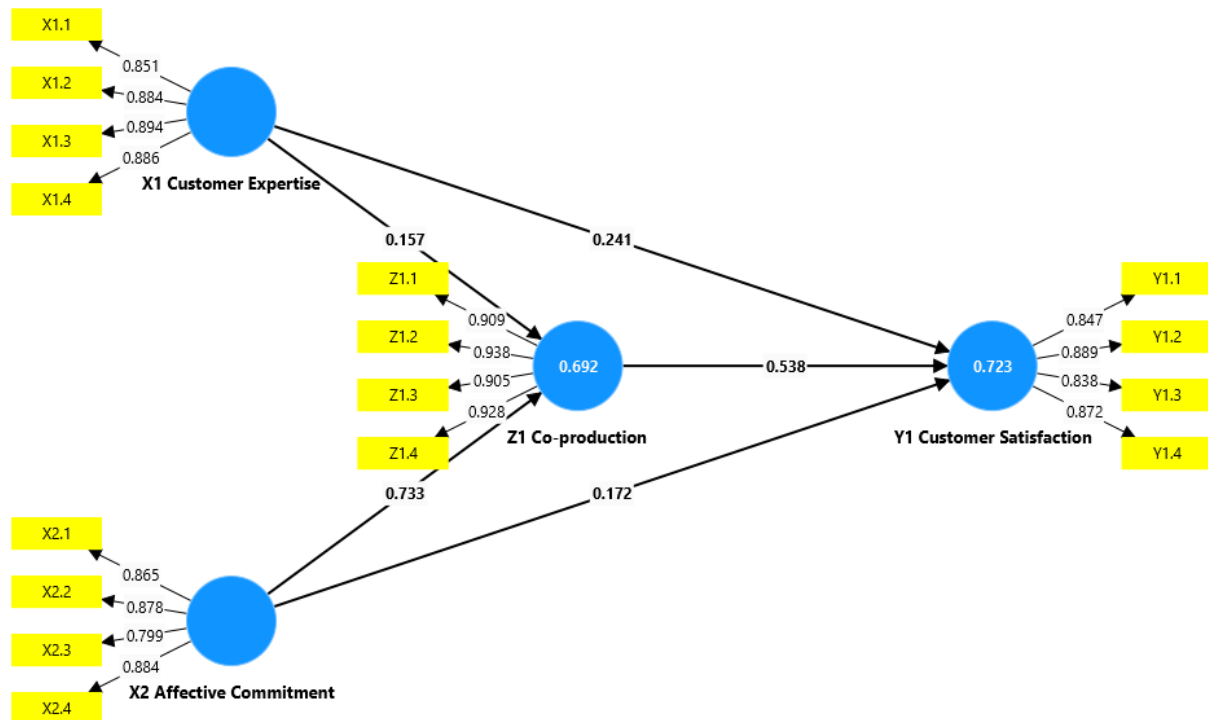 X1.1
0.851
X1.2
0.884
X1.3
0.894
X1.4
0.886
X1 Customer Expertise
0.157
0.241
Z1.1
0.909
Z1.2
0.938
Z1.3
0.905
Z1.4
0.928
0.692
Z1 Co-production
0.538
0.723
Y1 Customer Satisfaction
Y1.1
0.847
Y1.2
0.889
Y1.3
0.838
Y1.4
0.872
0.733
0.172
X2.1
0.865
X2.2
0.878
X2.3
0.799
X2.4
0.884
X2 Affective Commitment